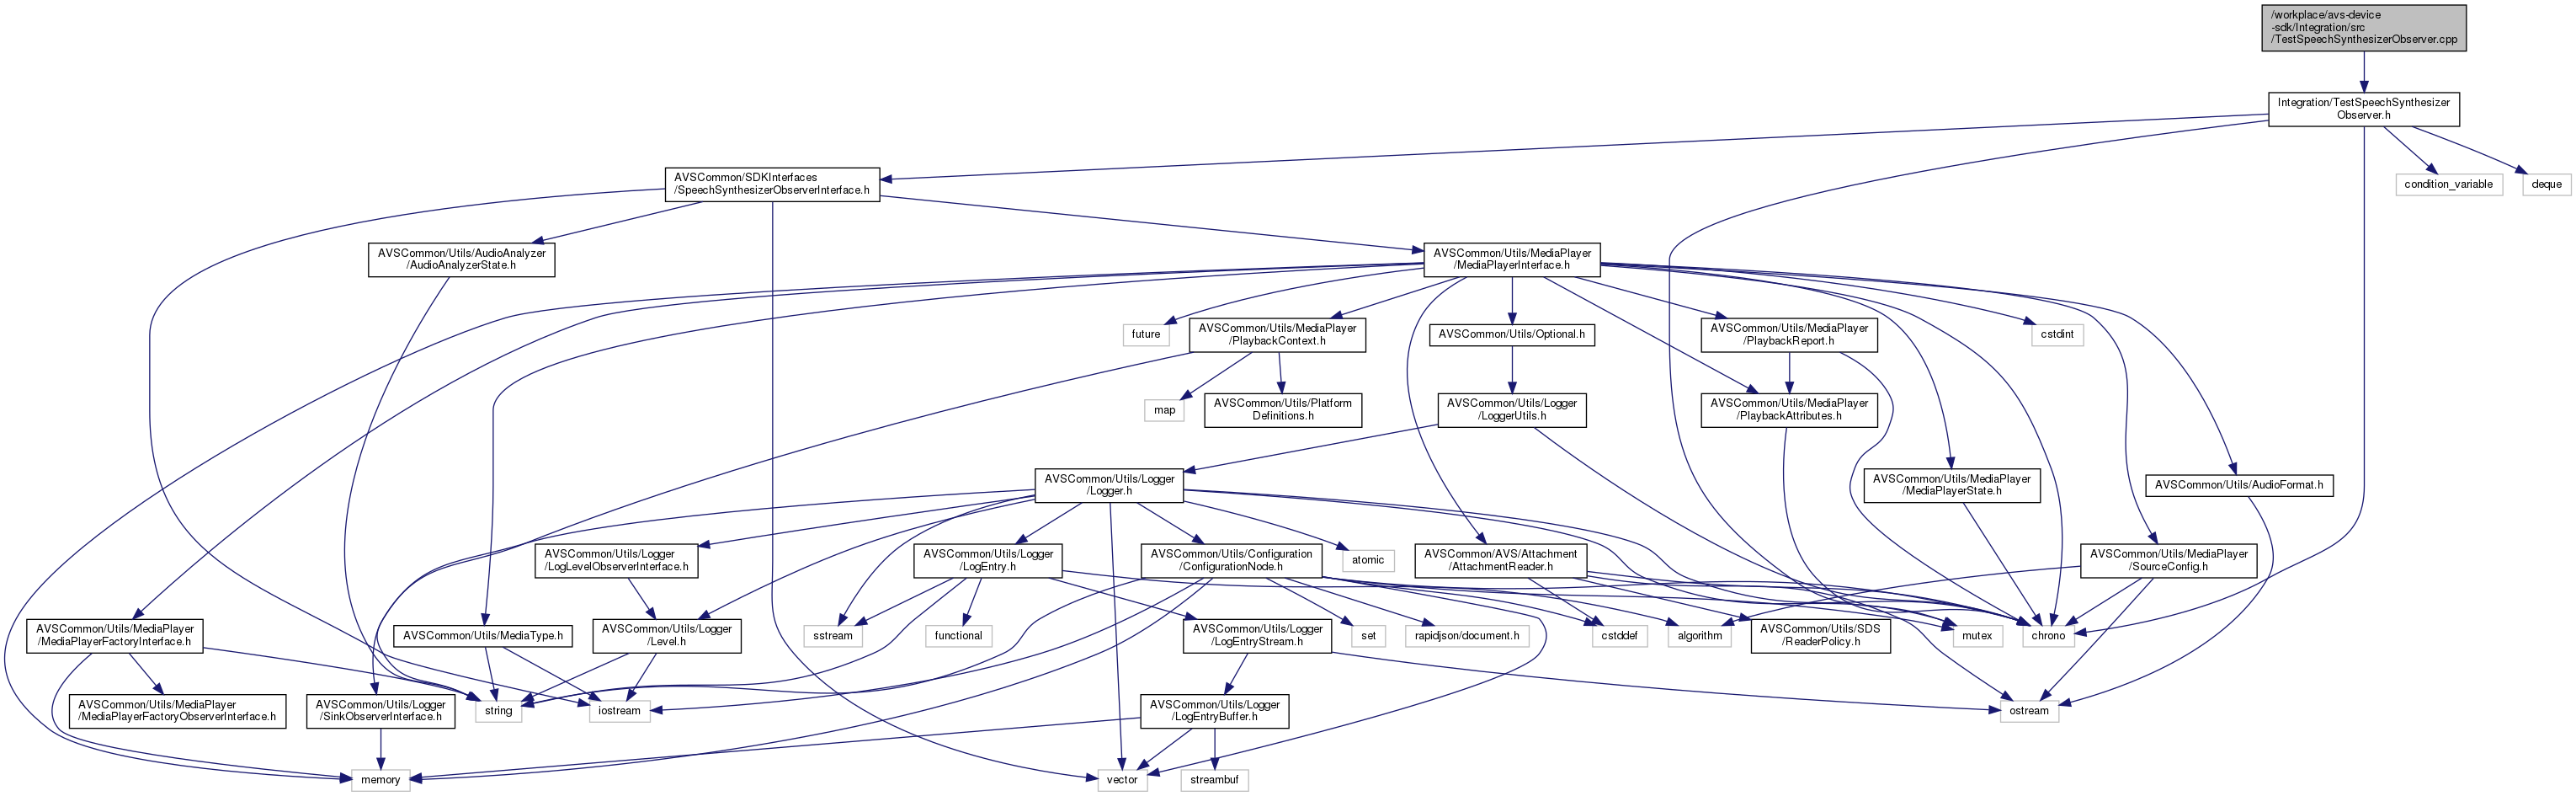 /workplace/avs-device
-sdk/Integration/src
/TestSpeechSynthesizerObserver.cpp
Integration/TestSpeechSynthesizer
Observer.h
AVSCommon/SDKInterfaces
/SpeechSynthesizerObserverInterface.h
condition_variable
deque
AVSCommon/Utils/AudioAnalyzer
/AudioAnalyzerState.h
AVSCommon/Utils/MediaPlayer
/MediaPlayerInterface.h
future
AVSCommon/Utils/MediaPlayer
/PlaybackContext.h
AVSCommon/Utils/Optional.h
AVSCommon/Utils/MediaPlayer
/PlaybackReport.h
cstdint
map
AVSCommon/Utils/Platform
Definitions.h
AVSCommon/Utils/Logger
/LoggerUtils.h
AVSCommon/Utils/MediaPlayer
/PlaybackAttributes.h
AVSCommon/Utils/Logger
/Logger.h
AVSCommon/Utils/MediaPlayer
/MediaPlayerState.h
AVSCommon/Utils/AudioFormat.h
AVSCommon/Utils/Logger
/LogLevelObserverInterface.h
AVSCommon/Utils/Logger
/LogEntry.h
AVSCommon/Utils/Configuration
/ConfigurationNode.h
atomic
AVSCommon/AVS/Attachment
/AttachmentReader.h
AVSCommon/Utils/MediaPlayer
/SourceConfig.h
AVSCommon/Utils/MediaPlayer
/MediaPlayerFactoryInterface.h
AVSCommon/Utils/MediaType.h
AVSCommon/Utils/Logger
/Level.h
sstream
functional
AVSCommon/Utils/Logger
/LogEntryStream.h
set
rapidjson/document.h
cstddef
algorithm
AVSCommon/Utils/SDS
/ReaderPolicy.h
mutex
chrono
AVSCommon/Utils/MediaPlayer
/MediaPlayerFactoryObserverInterface.h
AVSCommon/Utils/Logger
/SinkObserverInterface.h
string
iostream
AVSCommon/Utils/Logger
/LogEntryBuffer.h
ostream
memory
vector
streambuf